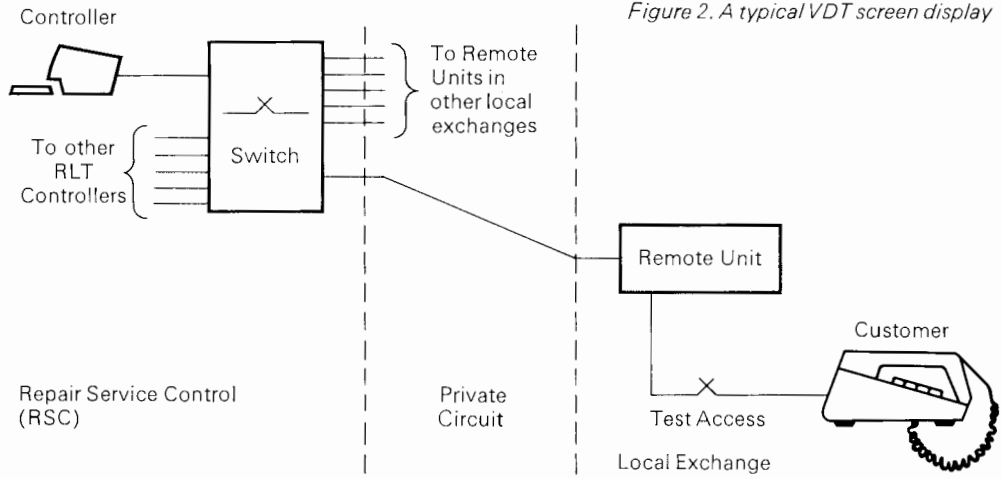 Figure 2. A typical VDT screen display
Controller
To Remote
Units in
other local
exchanges
To other
RLT
Controllers
Switch
Remote Unit
Customer
Repair Service Control
(RSC)
Private
Circuit
Test Access
Local Exchange